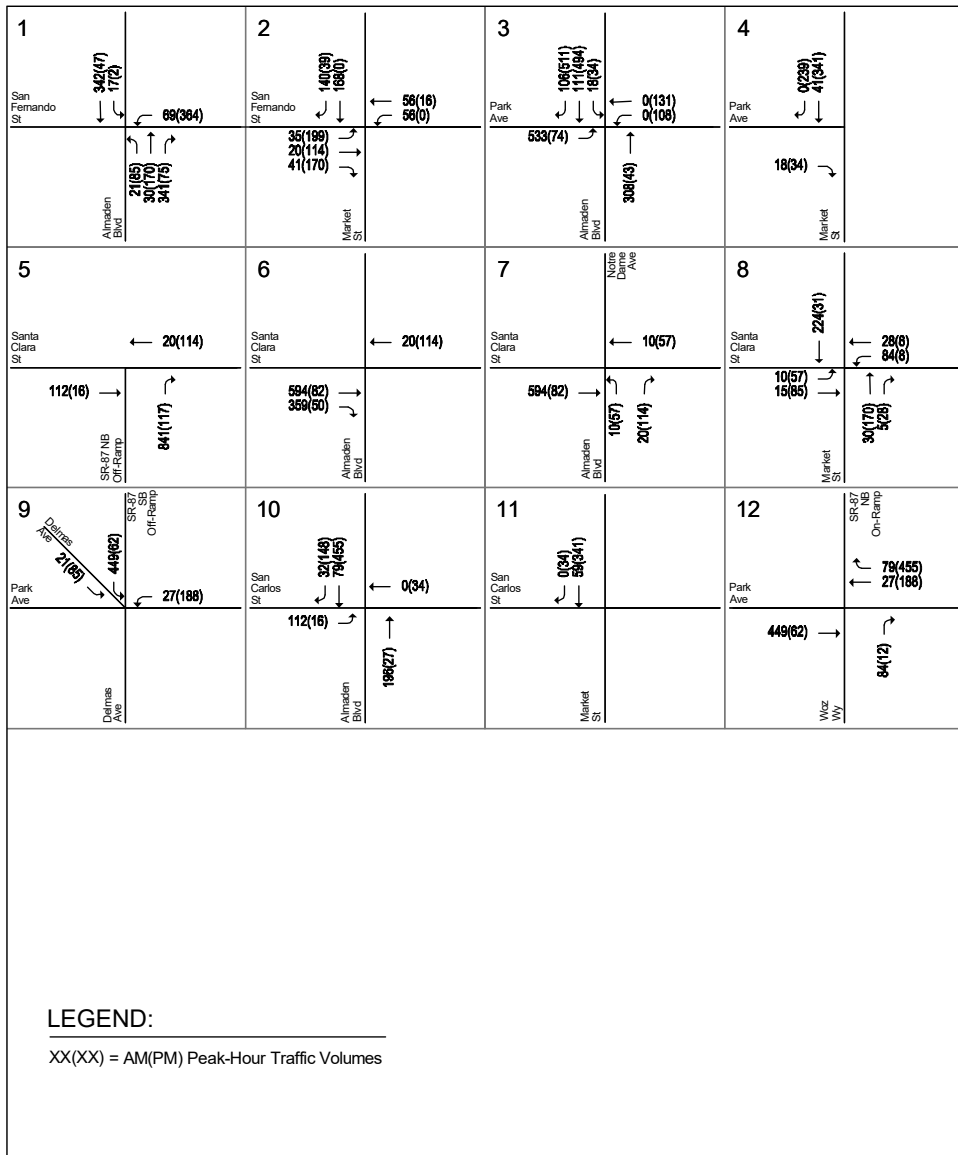 1
342(47)
17(2)
San
Fernando
St
69(364)
21(85)
30(170)
341(75)
Almaden
Blvd
2
140(39)
168(0)
San
Fernando
St
56(16)
56(0)
35(199)
20(114)
41(170)
Market
St
3
106(511)
111(494)
18(34)
Park
Ave
0(131)
0(108)
533(74)
308(43)
Almaden
Blvd
4
0(239)
41(341)
Park
Ave
18(34)
Market
St
5
Santa
Clara
St
20(114)
112(16)
841(117)
SR-87 NB
Off-Ramp
6
Santa
Clara
St
20(114)
594(82)
359(50)
Almaden
Blvd
7
Notre
Dame
Ave
Santa
Clara
St
10(57)
594(82)
10(57)
20(114)
Almaden
Blvd
8
224(31)
Santa
Clara
St
28(8)
84(8)
10(57)
15(85)
30(170)
5(28)
Market
St
9
SR-87
SB
Off-Ramp
Delmas
Ave
21(85)
449(62)
Park
Ave
27(188)
Delmas
Ave
10
32(148)
79(455)
San
Carlos
St
0(34)
112(16)
196(27)
Almaden
Blvd
11
0(34)
59(341)
San
Carlos
St
Market
St
12
SR-87
NB
On-Ramp
79(455)
27(188)
Park
Ave
449(62)
84(12)
Woz
Wy
LEGEND:
XX(XX) = AM(PM) Peak-Hour Traffic Volumes